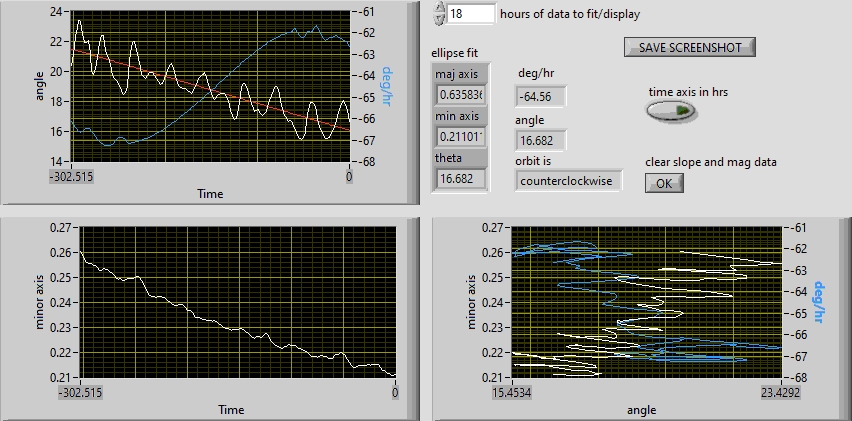 24
22
20
18
16
14
angle
-61
-62
-63
-64
-65
-66
-67
-68
deg/hr
-302.515
0
Time
18 hours of data to fit/display
SAVE SCREENSHOT
ellipse fit
maj axis
0.635836
min axis
0.211017
theta
16.682
deg/hr
-64.56
angle
16.682
orbit is
counterclockwise
time axis in hrs
clear slope and mag data
OK
0.27
0.26
0.25
0.24
0.23
0.22
0.21
minor axis
-302.515
0
Time
0.27
0.26
0.25
0.24
0.23
0.22
0.21
minor axis
-61
-62
-63
-64
-65
-66
-67
-68
deg/hr
15.4534
23.4292
angle